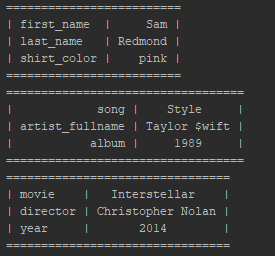 ==========================
| first_name   |     Sam |
| last_name    | Redmond |
| shirt_color  |    pink |
==========================
===================================
|            song |    Style      |
| artist_fullname | Taylor $wift |
|           album |     1989      |
===================================
=================================
| movie    |    Interstellar    |
| director | Christopher Nolan |
| year     |        2014        |
=================================